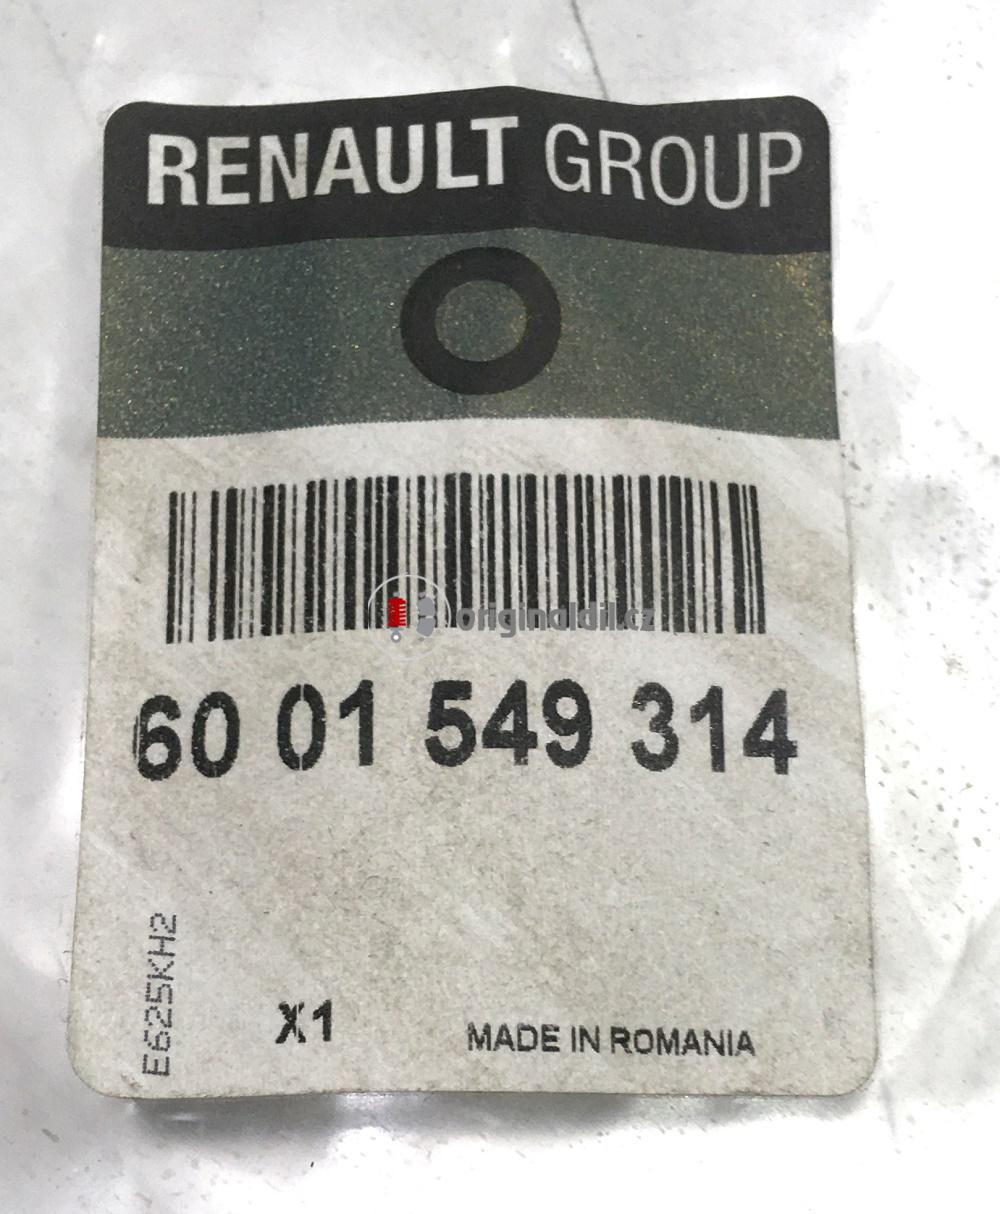 RENAULT GROUP
originaldil.cz
60 01 549 314
E625KH2
X1
MADE IN ROMANIA